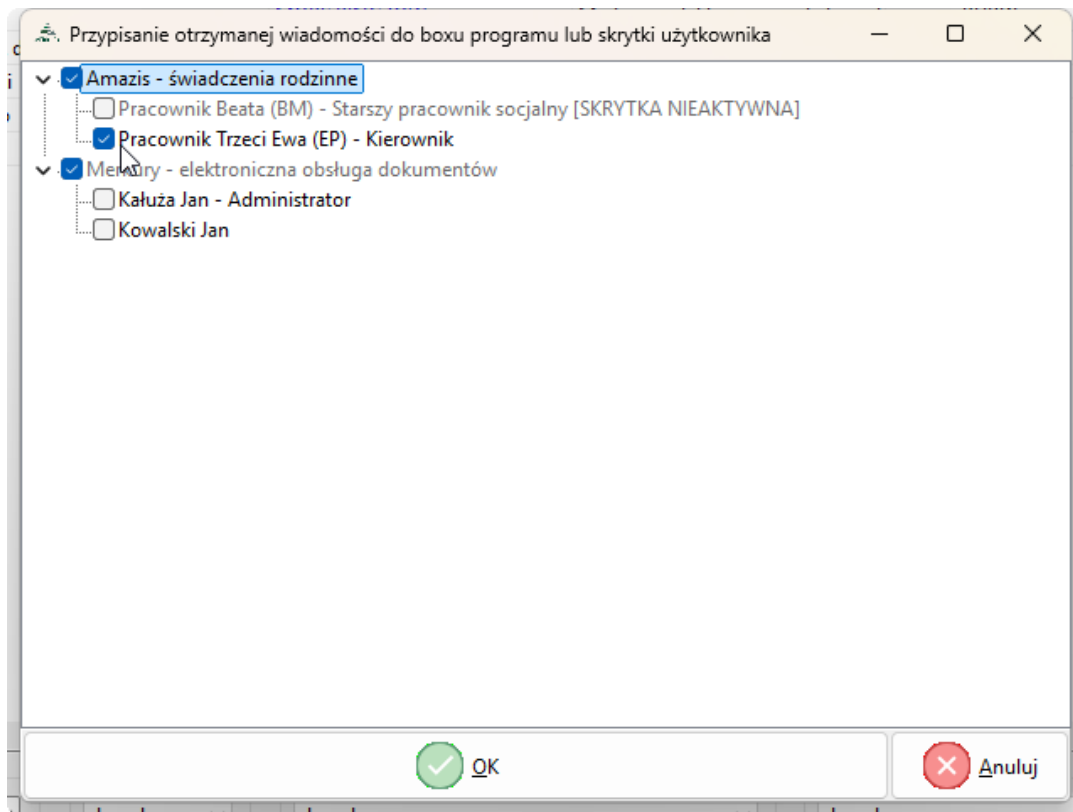 Przypisanie otrzymanej wiadomości do boxu programu lub skrytki użytkownika
Amazis - świadczenia rodzinne
Pracownik Beata (BM) - Starszy pracownik socjalny [SKRYTKA NIEAKTYWNA]
Pracownik Trzeci Ewa (EP) - Kierownik
Merkury - elektroniczna obsługa dokumentów
Kałuża Jan - Administrator
Kowalski Jan
OK
Anuluj